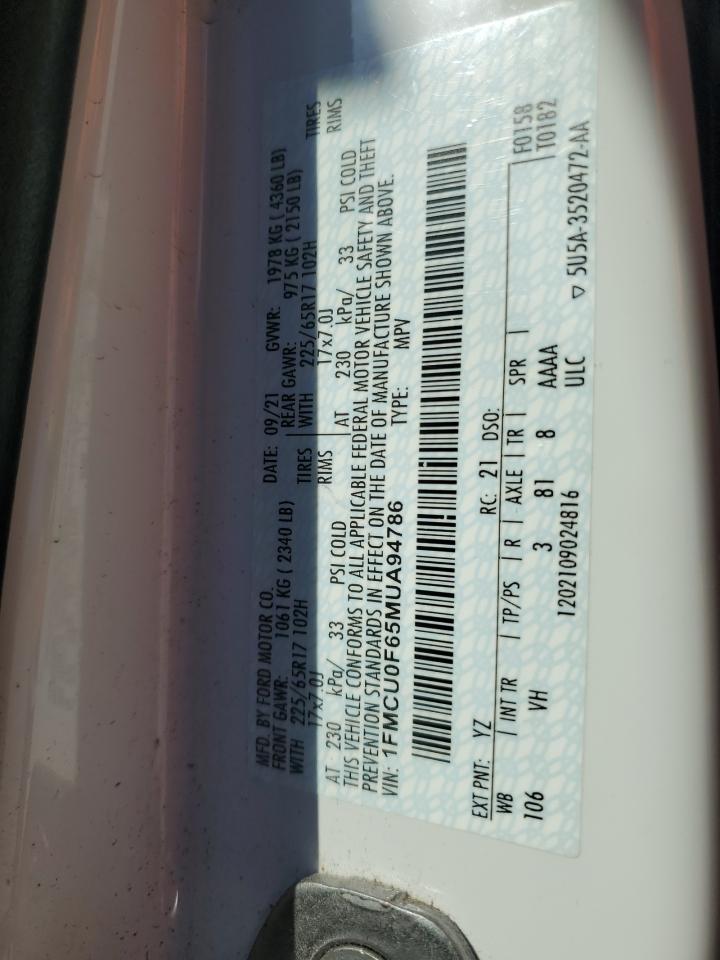 MFD. BY FORD MOTOR CO. DATE: 09/21 GVWR: 1978 KG ( 4360 LB)
FRONT GAWR: 1061 KG ( 2340 LB) REAR GAWR: 975 KG ( 2150 LB)
WITH 225/65R17 102H TIRES WITH 225/65R17 102H TIRES
17x7.0J RIMS 17x7.0J RIMS
AT 230 kPa/ 33 PSI COLD AT 230 kPa/ 33 PSI COLD
THIS VEHICLE CONFORMS TO ALL APPLICABLE FEDERAL MOTOR VEHICLE SAFETY AND THEFT
PREVENTION STANDARDS IN EFFECT ON THE DATE OF MANUFACTURE SHOWN ABOVE.
VIN: 1FMCU0F65MUA94786 TYPE: MPV
EXT PNT: YZ RC: 21 DSO: F0158
WB INT TR TP/PS R AXLE TR SPR T0182
106 VH 3 81 8 AAAA
1202109024816 ULC ▽ 5U5A-3520472-AA